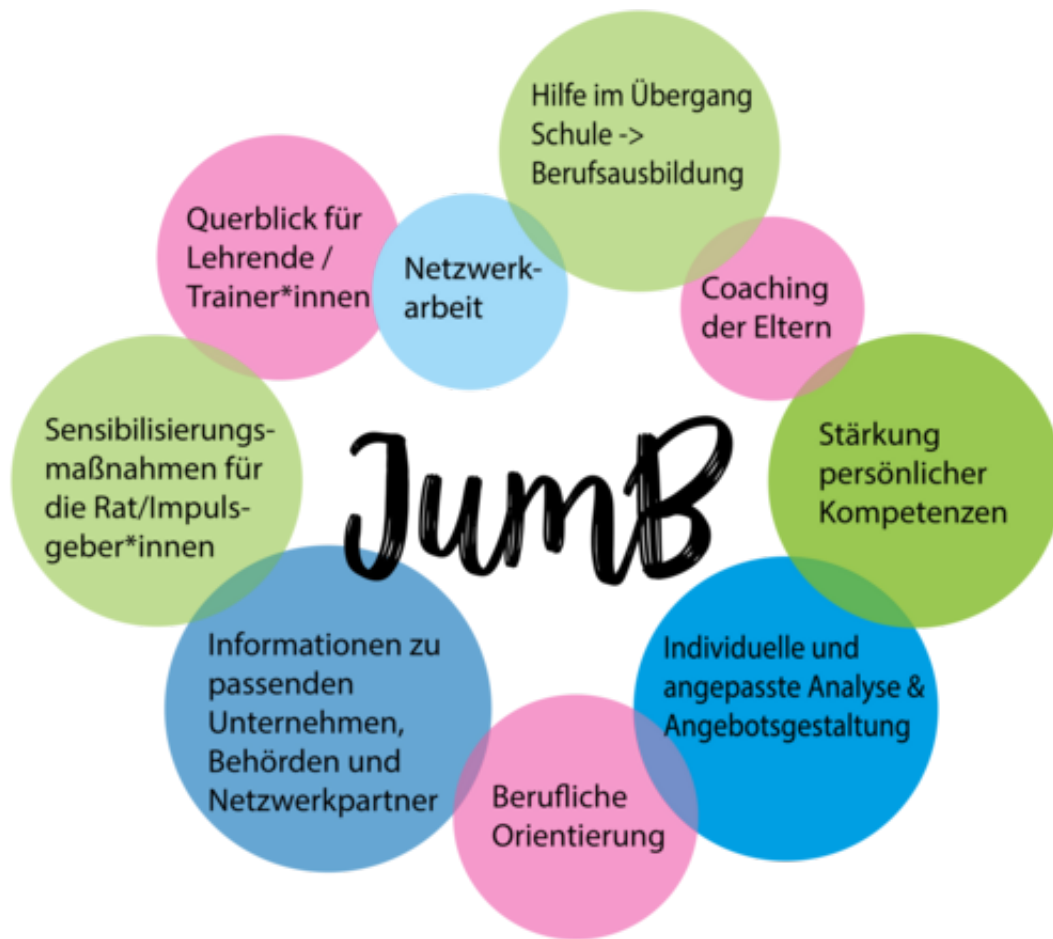 Hilfe im Übergang
Schule ->
Berufsausbildung
Querblick für
Lehrende /
Trainer*innen
Netzwerk-
arbeit
Coaching
der Eltern
Sensibilisierungs-
maßnahmen für
die Rat/Impuls-
geber*innen
JumB
Stärkung
persönlicher
Kompetenzen
Informationen zu
passenden
Unternehmen,
Behörden und
Netzwerkpartner
Individuelle und
angepasste Analyse &
Angebotsgestaltung
Berufliche
Orientierung